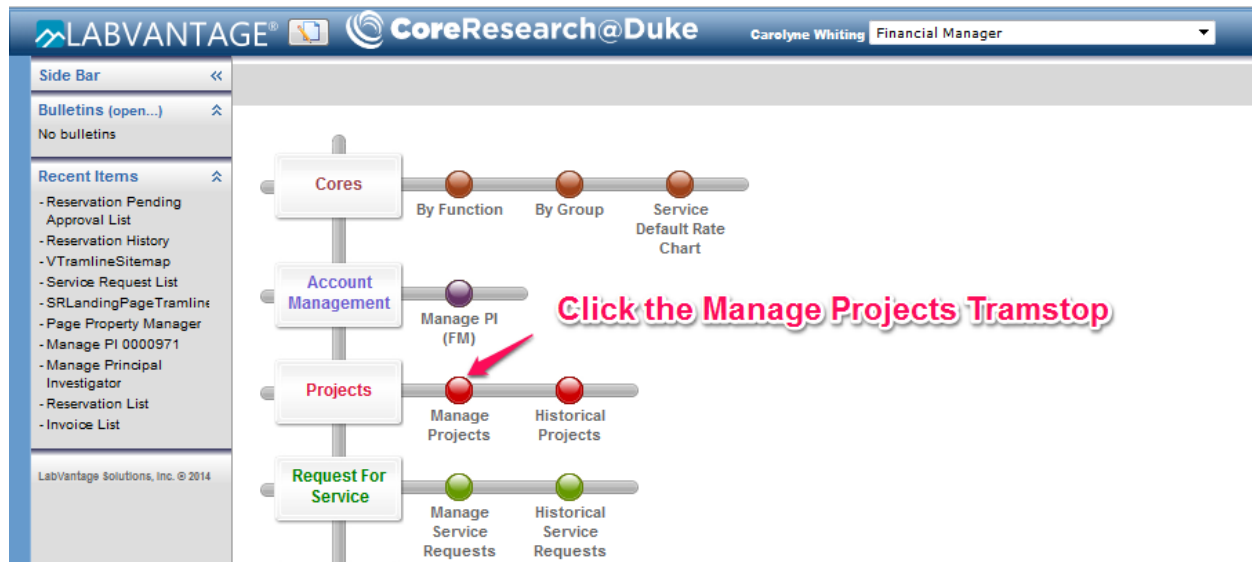 LABVANTAGE® CoreResearch@Duke Carolyne Whiting Financial Manager
Side Bar
Bulletins (open...)
No bulletins
Recent Items
- Reservation Pending
Approval List
- Reservation History
- VTramlineSitemap
- Service Request List
- SRLandingPageTramline
- Page Property Manager
- Manage PI 0000971
- Manage Principal
Investigator
- Reservation List
- Invoice List
LabVantage Solutions, Inc. © 2014
Cores
By Function
By Group
Service
Default Rate
Chart
Account
Management
Manage PI
(FM)
Click the Manage Projects Tramstop
Projects
Manage
Projects
Historical
Projects
Request For
Service
Manage
Service
Requests
Historical
Service
Requests